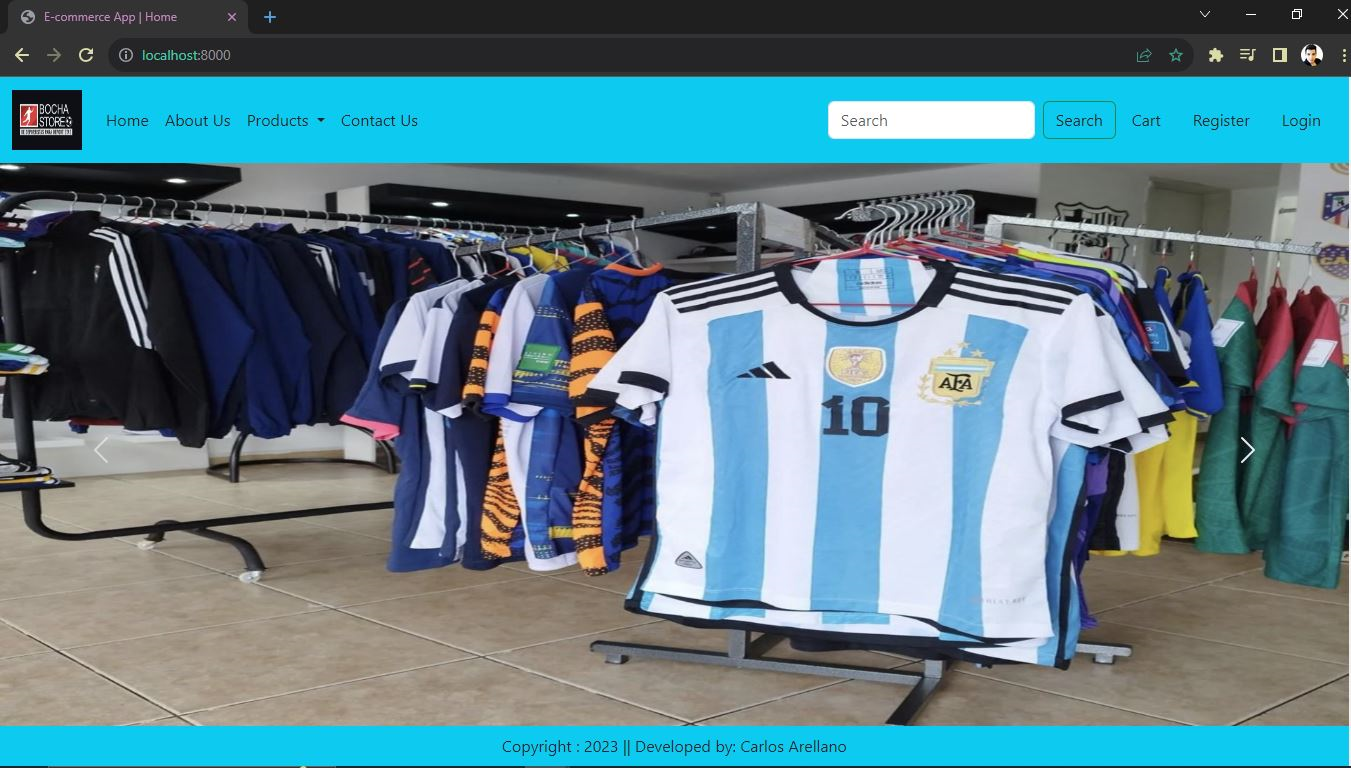 E-commerce App | Home
localhost:8000
BOCHA
STORE
Home About Us Products Contact Us Search Search Cart Register Login
AFA
10
Copyright : 2023 || Developed by: Carlos Arellano